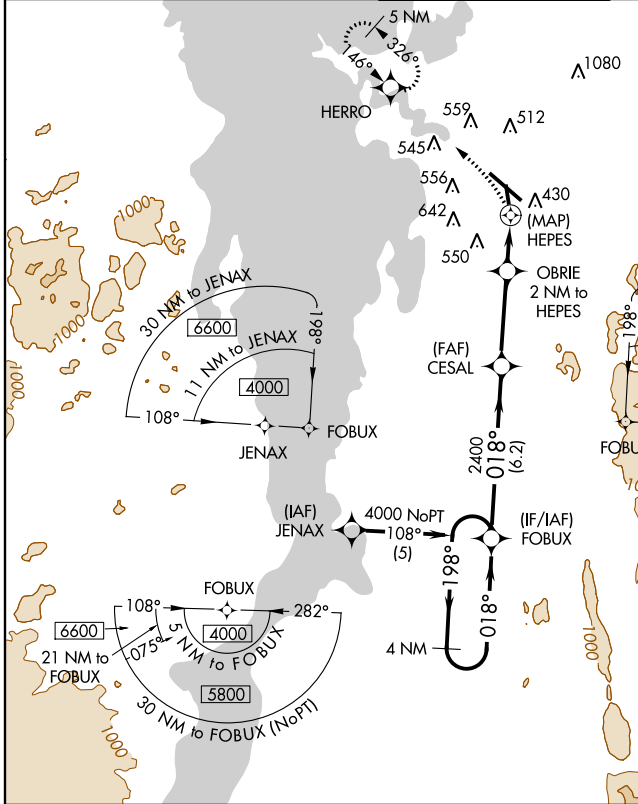 5 NM
326°
146°
HERRO
1080
559
512
545
556
430
642
550
(MAP)
HEPES
OBRIE
2 NM to
HEPES
1000
1000
1000
30 NM to JENAX
6600
11 NM to JENAX
4000
198°
108°
JENAX
FOBUX
(FAF)
CESAL
198°
FOBU
2400
018°
(6.2)
(IAF)
JENAX
4000 NoPT
108°
(5)
(IF/IAF)
FOBUX
198°
018°
4 NM
FOBUX
108°
282°
6600
4000
5 NM to FOBUX
21 NM to
FOBUX
075°
5800
30 NM to FOBUX (NoPT)
1000
1000
1000